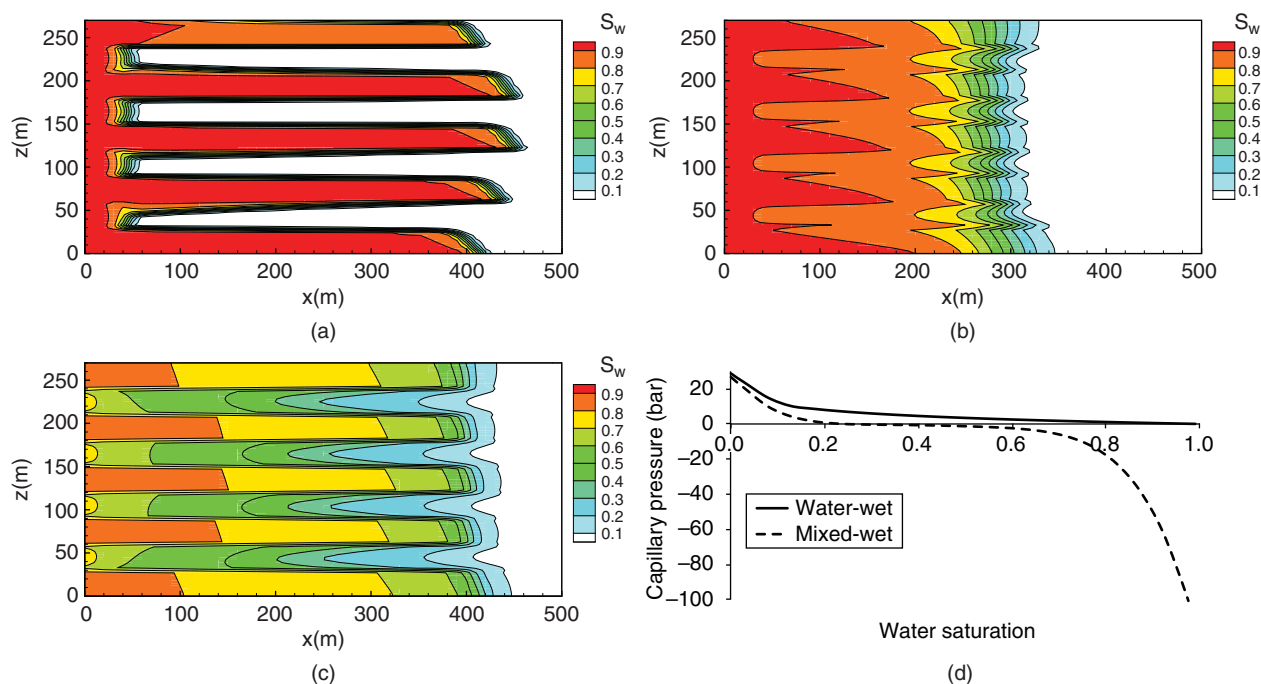 S_w
250
200
150
100
50
0
z(m)
0.9
0.8
0.7
0.6
0.5
0.4
0.3
0.2
0.1
0 100 200 300 400 500
x(m)
(a)
S_w
250
200
150
100
50
0
z(m)
0.9
0.8
0.7
0.6
0.5
0.4
0.3
0.2
0.1
0 100 200 300 400 500
x(m)
(b)
S_w
250
200
150
100
50
0
z(m)
0.9
0.8
0.7
0.6
0.5
0.4
0.3
0.2
0.1
0 100 200 300 400 500
x(m)
(c)
Capillary pressure (bar)
20
0
−20
−40
−60
−80
−100
0.0 0.2 0.4 0.6 0.8 1.0
Water-wet
Mixed-wet
Water saturation
(d)